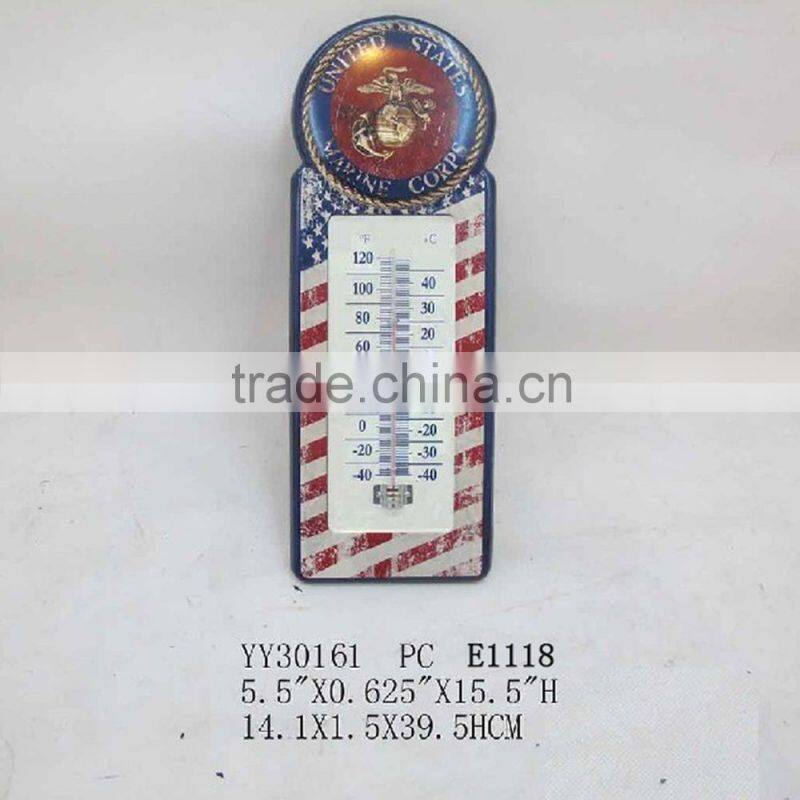 UNITED STATES
MARINE CORPS
°F °C
120
40
100
30
80
20
60
trade.china.cn
0 -20
-20 -30
-40 -40
YY30161 PC E1118
5.5"X0.625"X15.5"H
14.1X1.5X39.5HCM